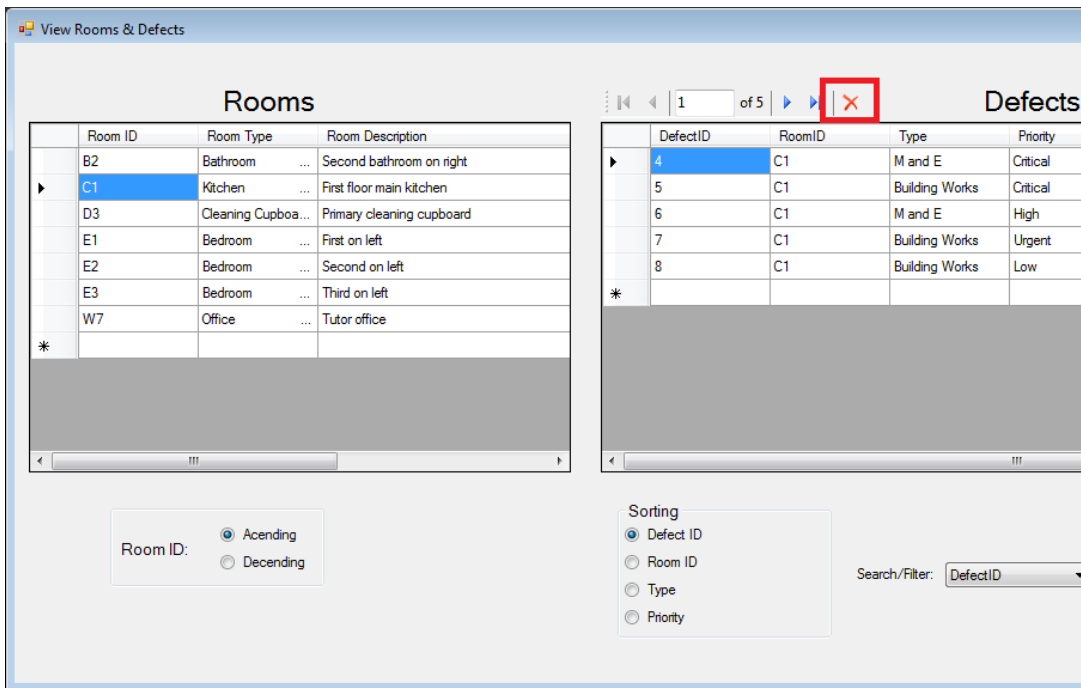 View Rooms & Defects
Rooms
1 of 5
Defects
Room ID Room Type Room Description
B2 Bathroom ... Second bathroom on right
C1 Kitchen ... First floor main kitchen
D3 Cleaning Cupboa... Primary cleaning cupboard
E1 Bedroom ... First on left
E2 Bedroom ... Second on left
E3 Bedroom ... Third on left
W7 Office ... Tutor office
DefectID RoomID Type Priority
4 C1 M and E Critical
5 C1 Building Works Critical
6 C1 M and E High
7 C1 Building Works Urgent
8 C1 Building Works Low
Room ID:
Acending
Decending
Sorting
Defect ID
Room ID
Type
Priority
Search/Filter: DefectID